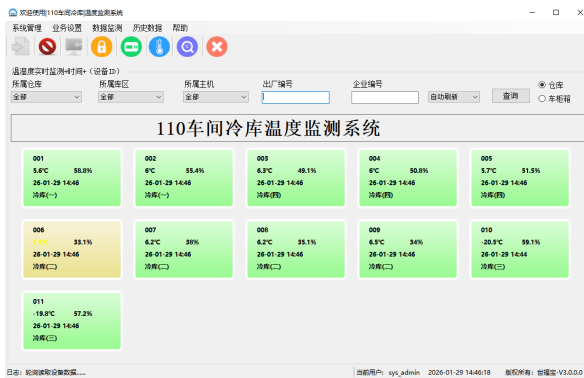 欢迎使用|110车间冷库|温度监测系统
系统管理 业务设置 数据监测 历史数据 帮助
温湿度实时监测+时间+（设备ID）
所属仓库 所属库区 所属主机 出厂编号 企业编号
全部 全部 全部 自动刷新 查询 仓库 车柜箱
110车间冷库温度监测系统
001 002 003 004 005
5.6℃ 58.8% 6℃ 55.4% 6.3℃ 49.1% 6℃ 50.8% 5.7℃ 51.5%
26-01-29 14:46 26-01-29 14:46 26-01-29 14:46 26-01-29 14:46 26-01-29 14:46
冷库(一) 冷库(一) 冷库(四) 冷库(四) 冷库(四)
006 007 008 009 010
33.1% 6.2℃ 38% 6.2℃ 35.1% 6.5℃ 34% -20.5℃ 59.1%
26-01-29 14:46 26-01-29 14:46 26-01-29 14:46 26-01-29 14:46 26-01-29 14:44
冷库(二) 冷库(二) 冷库(二) 冷库(二) 冷库(三)
011
-19.8℃ 57.2%
26-01-29 14:46
冷库(三)
日志: 轮询读取设备数据......
当前用户: sys_admin 2026-01-29 14:46:18 版权所有: 世福宝-V3.0.0.0